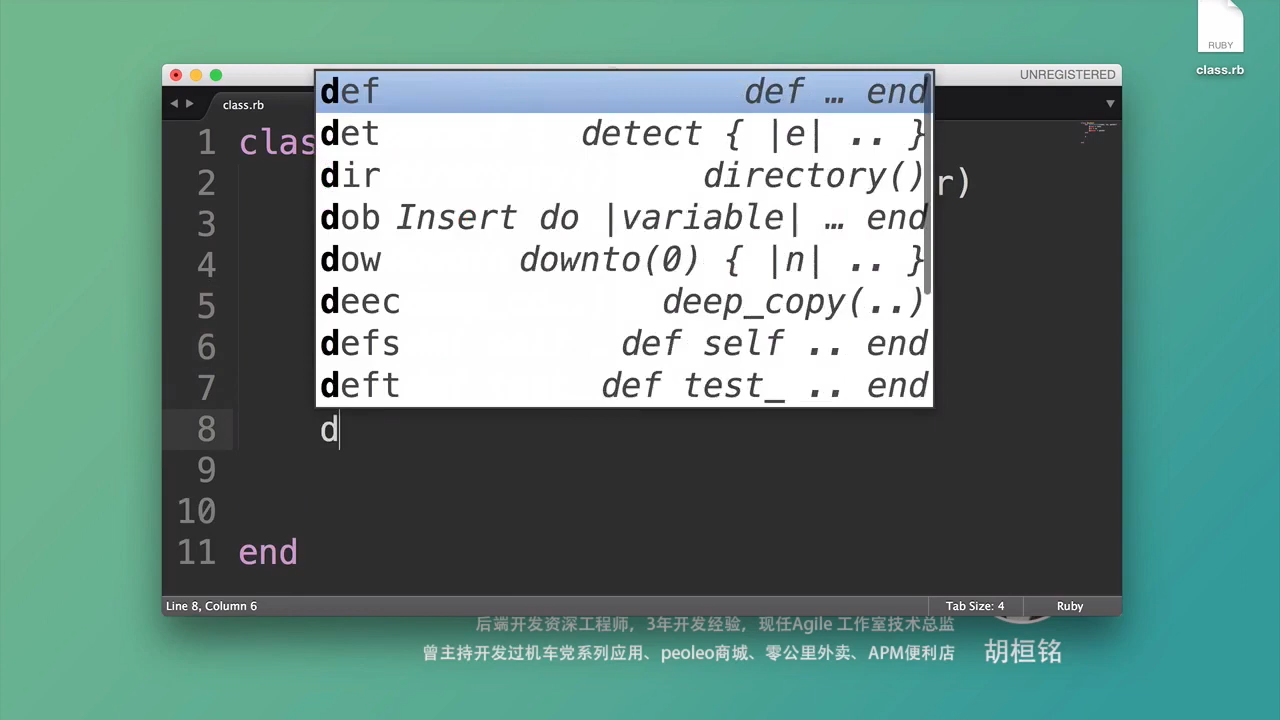 RUBY
class.rb
UNREGISTERED
class.rb
def def … end
1 clas
det detect { |e| .. }
2 r)
dir directory()
3
dob Insert do |variable| … end
4
dow downto(0) { |n| .. }
5
deec deep_copy(..)
6
defs def self .. end
7
deft def test_ .. end
8 d
9
10
11 end
Line 8, Column 6 Tab Size: 4 Ruby
后端开发资深工程师，3年开发经验，现任Agile 工作室技术总监
曾主持开发过机车党系列应用、peoleo商城、零公里外卖、APM便利店
胡桓铭